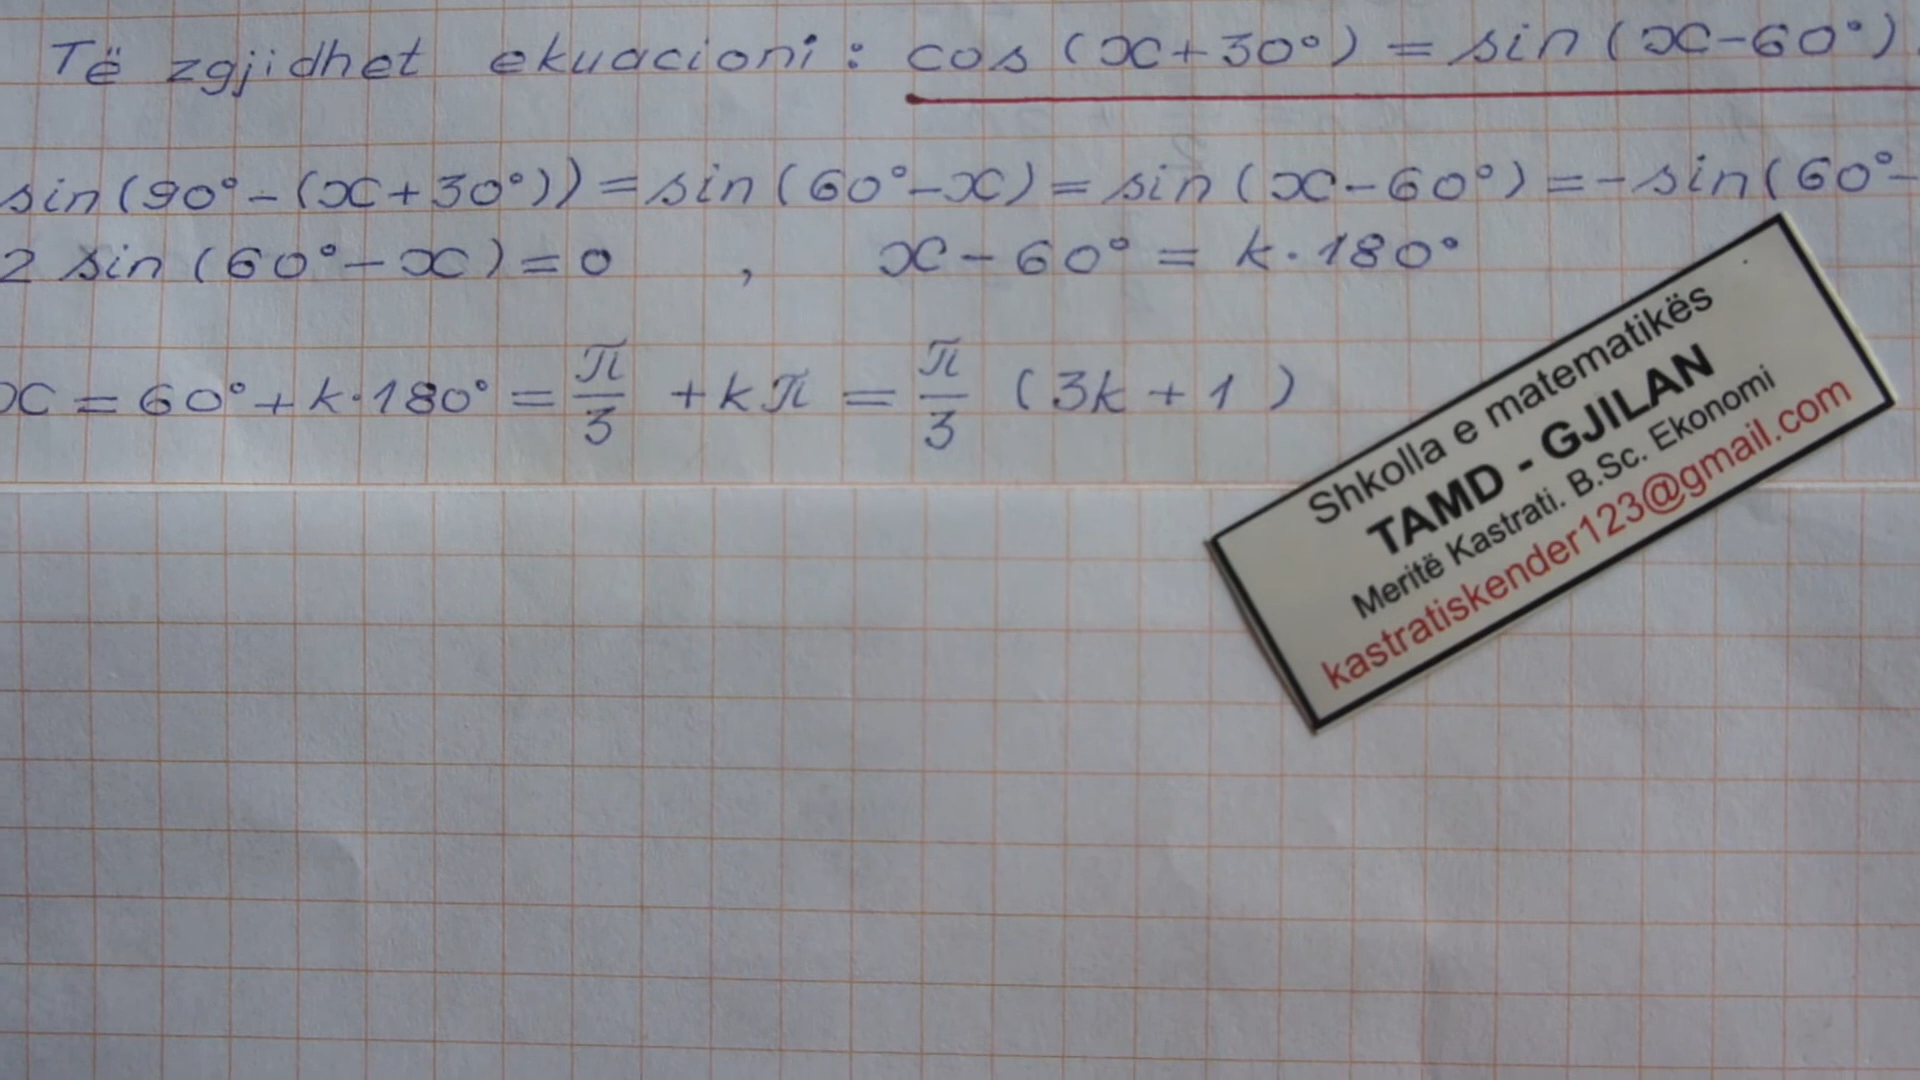 Të zgjidhet ekuacioni: cos(x+30°) = sin(x-60°)
sin(90°-(x+30°)) = sin(60°-x) = sin(x-60°) = -sin(60°-
2 sin(60°-x) = 0 , x-60° = k·180°
x = 60°+k·180° = π/3 + kπ = π/3 (3k+1)
Shkolla e matematikës
TAMD - GJILAN
Meritë Kastrati. B.Sc. Ekonomi
kastratiskender123@gmail.com